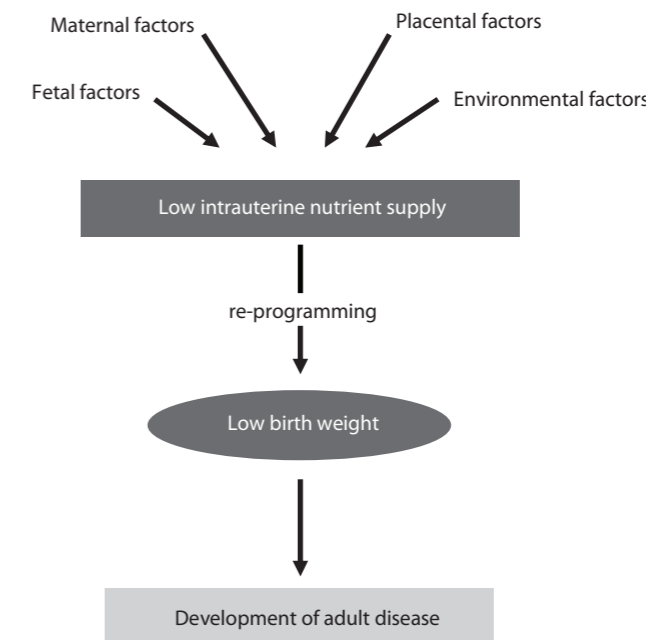 Maternal factors
Placental factors
Fetal factors
Environmental factors
Low intrauterine nutrient supply
re-programming
Low birth weight
Development of adult disease